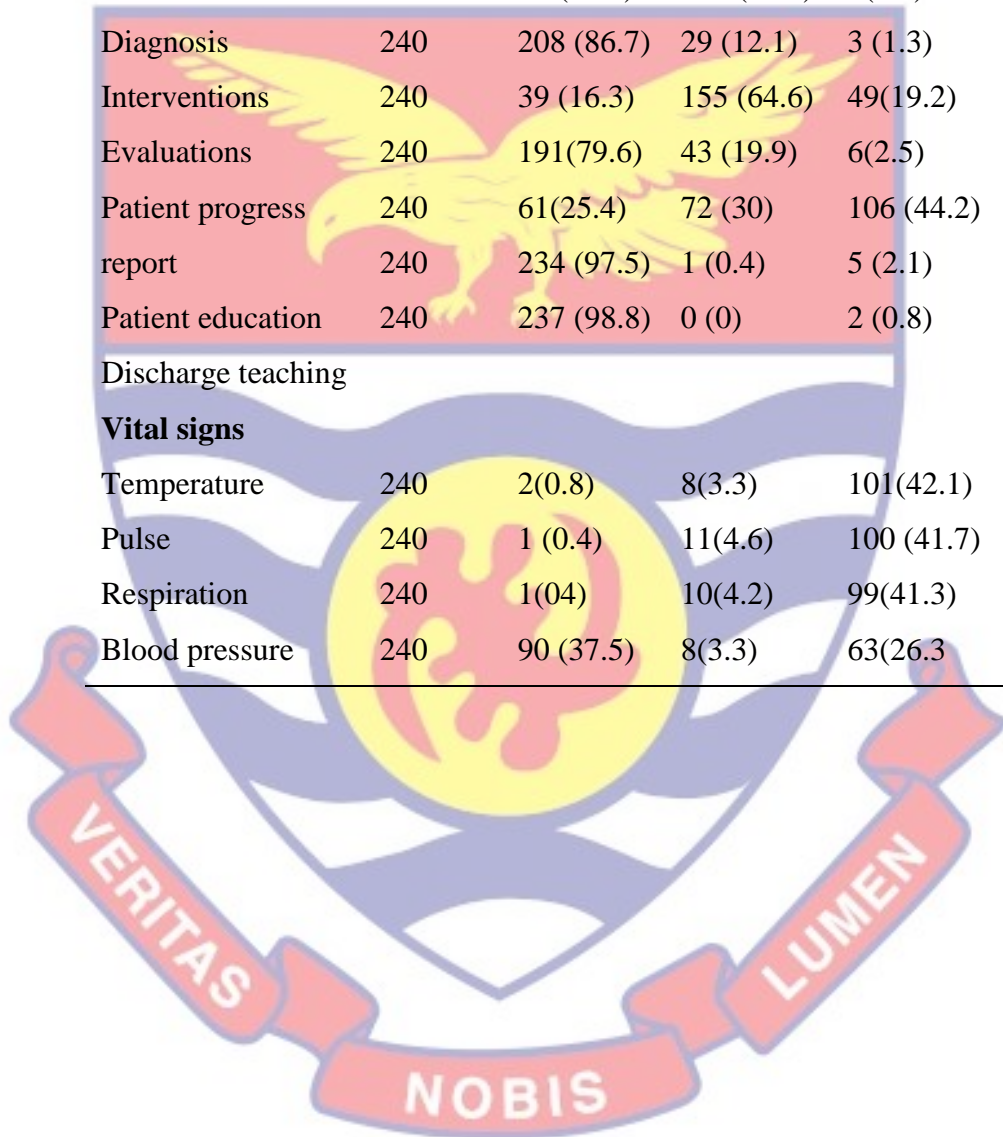 Diagnosis 240 208 (86.7) 29 (12.1) 3 (1.3)
Interventions 240 39 (16.3) 155 (64.6) 49(19.2)
Evaluations 240 191(79.6) 43 (19.9) 6(2.5)
Patient progress 240 61(25.4) 72 (30) 106 (44.2)
report 240 234 (97.5) 1 (0.4) 5 (2.1)
Patient education 240 237 (98.8) 0 (0) 2 (0.8)
Discharge teaching
Vital signs
Temperature 240 2(0.8) 8(3.3) 101(42.1)
Pulse 240 1 (0.4) 11(4.6) 100 (41.7)
Respiration 240 1(04) 10(4.2) 99(41.3)
Blood pressure 240 90 (37.5) 8(3.3) 63(26.3
VERITAS
NOBIS
LUMEN